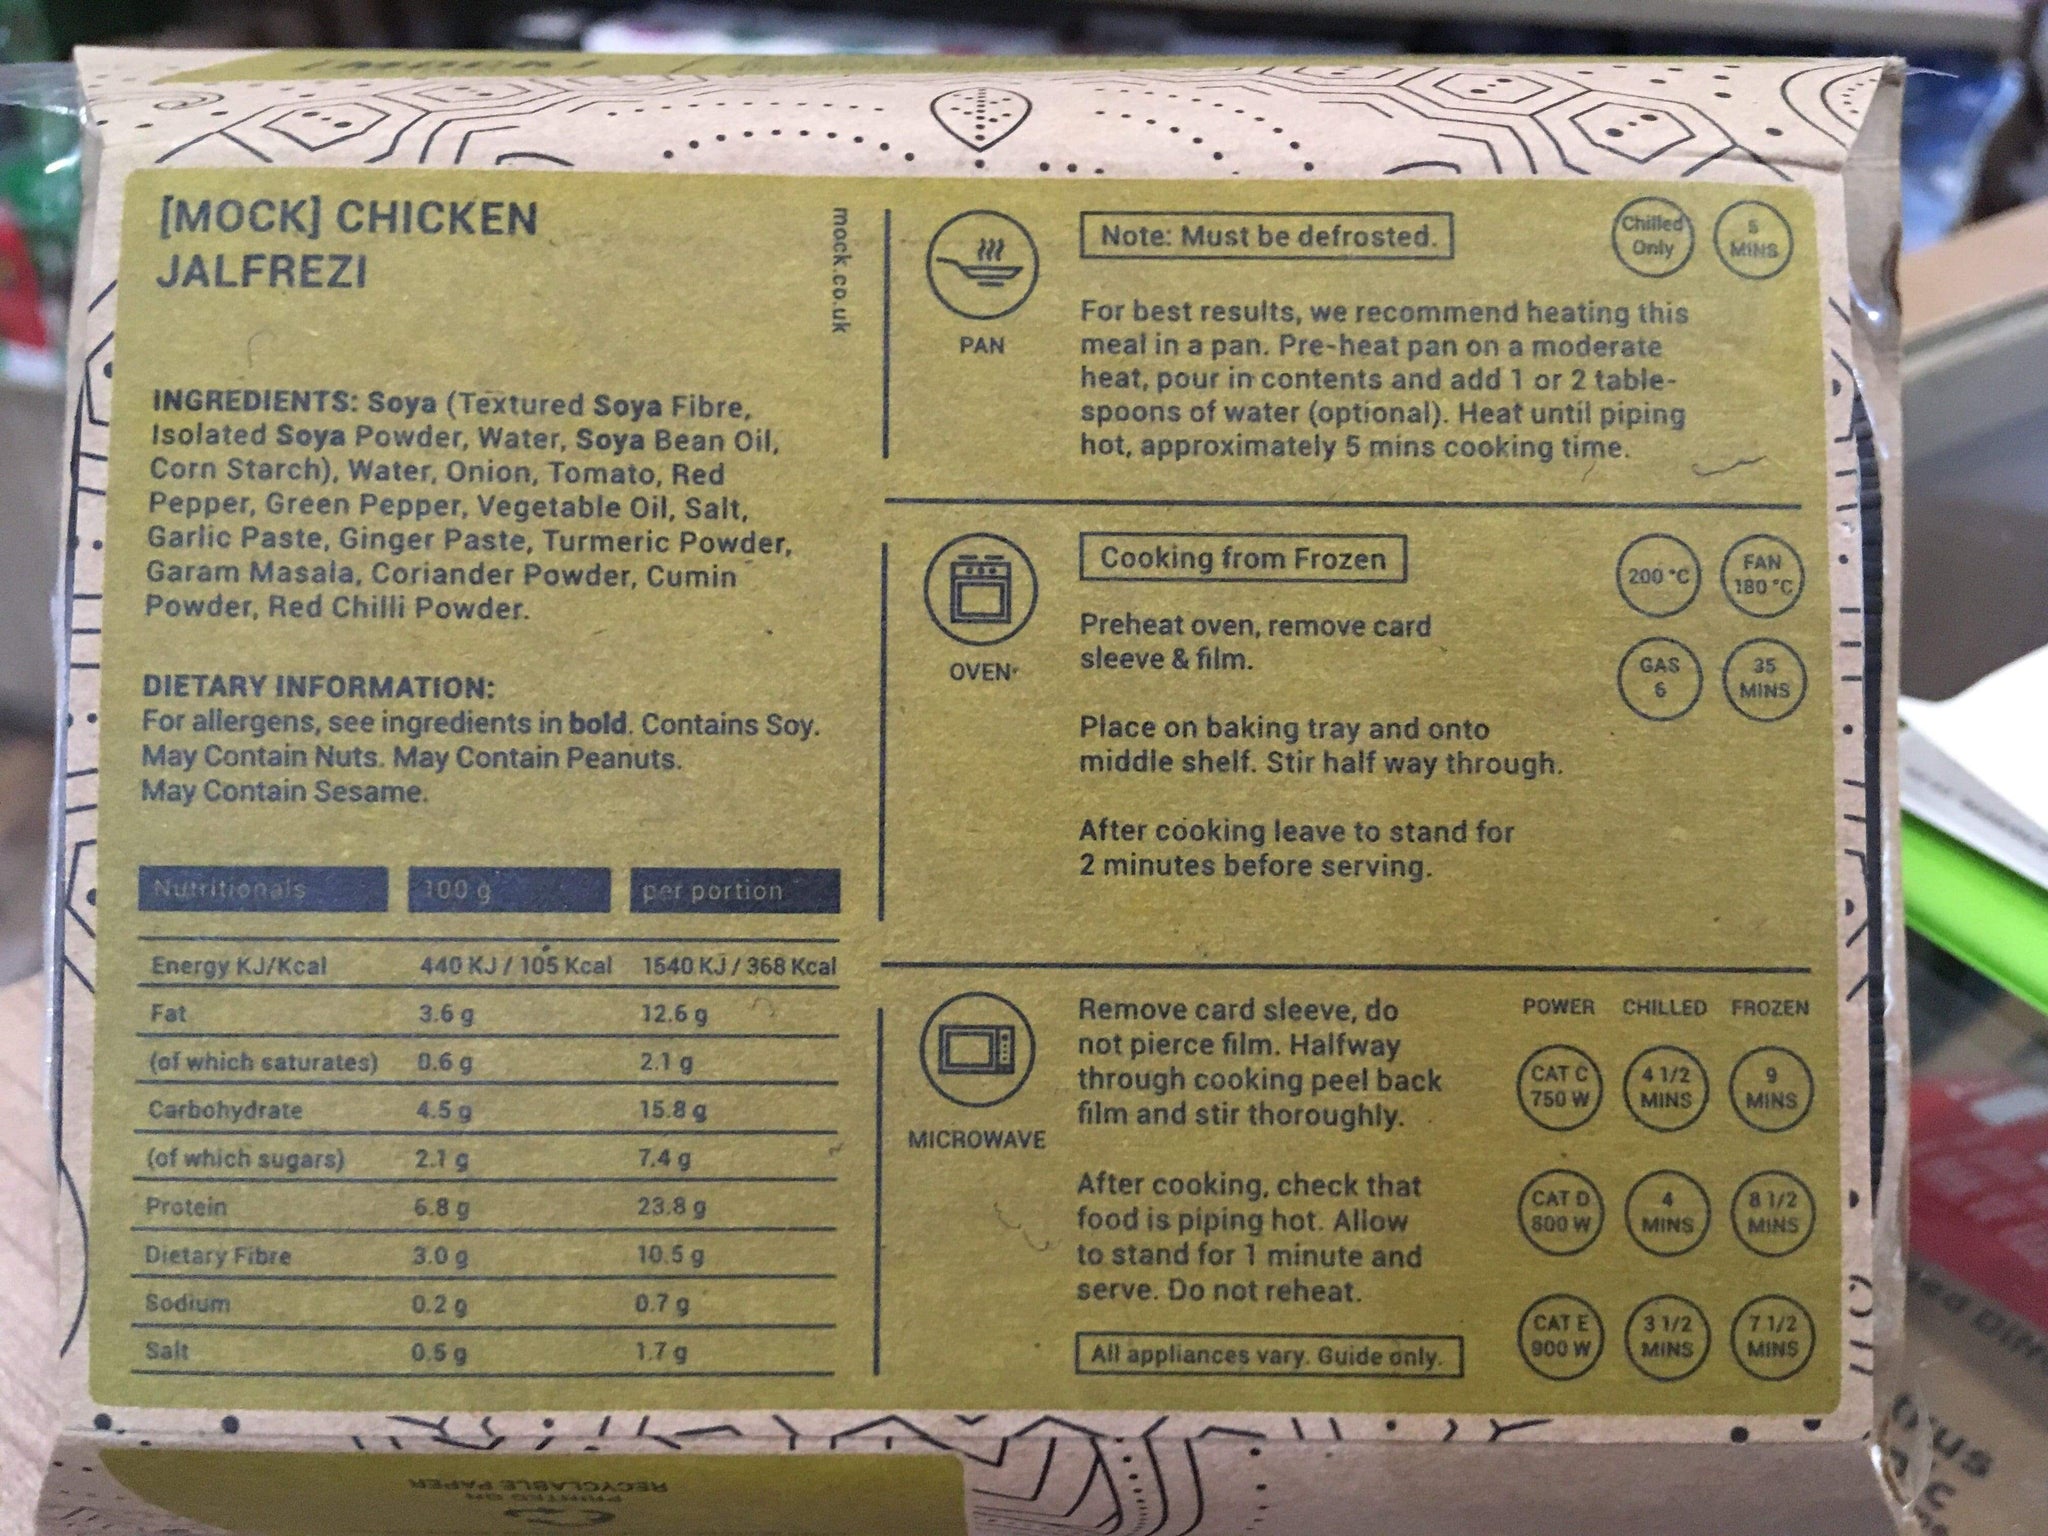 [MOCK] CHICKEN
JALFREZI
mock.co.uk
INGREDIENTS: Soya (Textured Soya Fibre,
Isolated Soya Powder, Water, Soya Bean Oil,
Corn Starch), Water, Onion, Tomato, Red
Pepper, Green Pepper, Vegetable Oil, Salt,
Garlic Paste, Ginger Paste, Turmeric Powder,
Garam Masala, Coriander Powder, Cumin
Powder, Red Chilli Powder.
DIETARY INFORMATION:
For allergens, see ingredients in bold. Contains Soy.
May Contain Nuts. May Contain Peanuts.
May Contain Sesame.
Nutritionals 100 g per portion
Energy KJ/Kcal 440 KJ / 105 Kcal 1540 KJ / 368 Kcal
Fat 3.6 g 12.6 g
(of which saturates) 0.6 g 2.1 g
Carbohydrate 4.5 g 15.8 g
(of which sugars) 2.1 g 7.4 g
Protein 6.8 g 23.8 g
Dietary Fibre 3.0 g 10.5 g
Sodium 0.2 g 0.7 g
Salt 0.5 g 1.7 g
PAN
Note: Must be defrosted.
Chilled
Only
5
MINS
For best results, we recommend heating this
meal in a pan. Pre-heat pan on a moderate
heat, pour in contents and add 1 or 2 table-
spoons of water (optional). Heat until piping
hot, approximately 5 mins cooking time.
OVEN
Cooking from Frozen
200 °C
FAN
180 °C
GAS
6
35
MINS
Preheat oven, remove card
sleeve & film.
Place on baking tray and onto
middle shelf. Stir half way through.
After cooking leave to stand for
2 minutes before serving.
MICROWAVE
Remove card sleeve, do
not pierce film. Halfway
through cooking peel back
film and stir thoroughly.
After cooking, check that
food is piping hot. Allow
to stand for 1 minute and
serve. Do not reheat.
All appliances vary. Guide only.
POWER CHILLED FROZEN
CAT C
750 W
4 1/2
MINS
9
MINS
CAT D
800 W
4
MINS
8 1/2
MINS
CAT E
900 W
3 1/2
MINS
7 1/2
MINS
PRINTED ON
RECYCLABLE PAPER